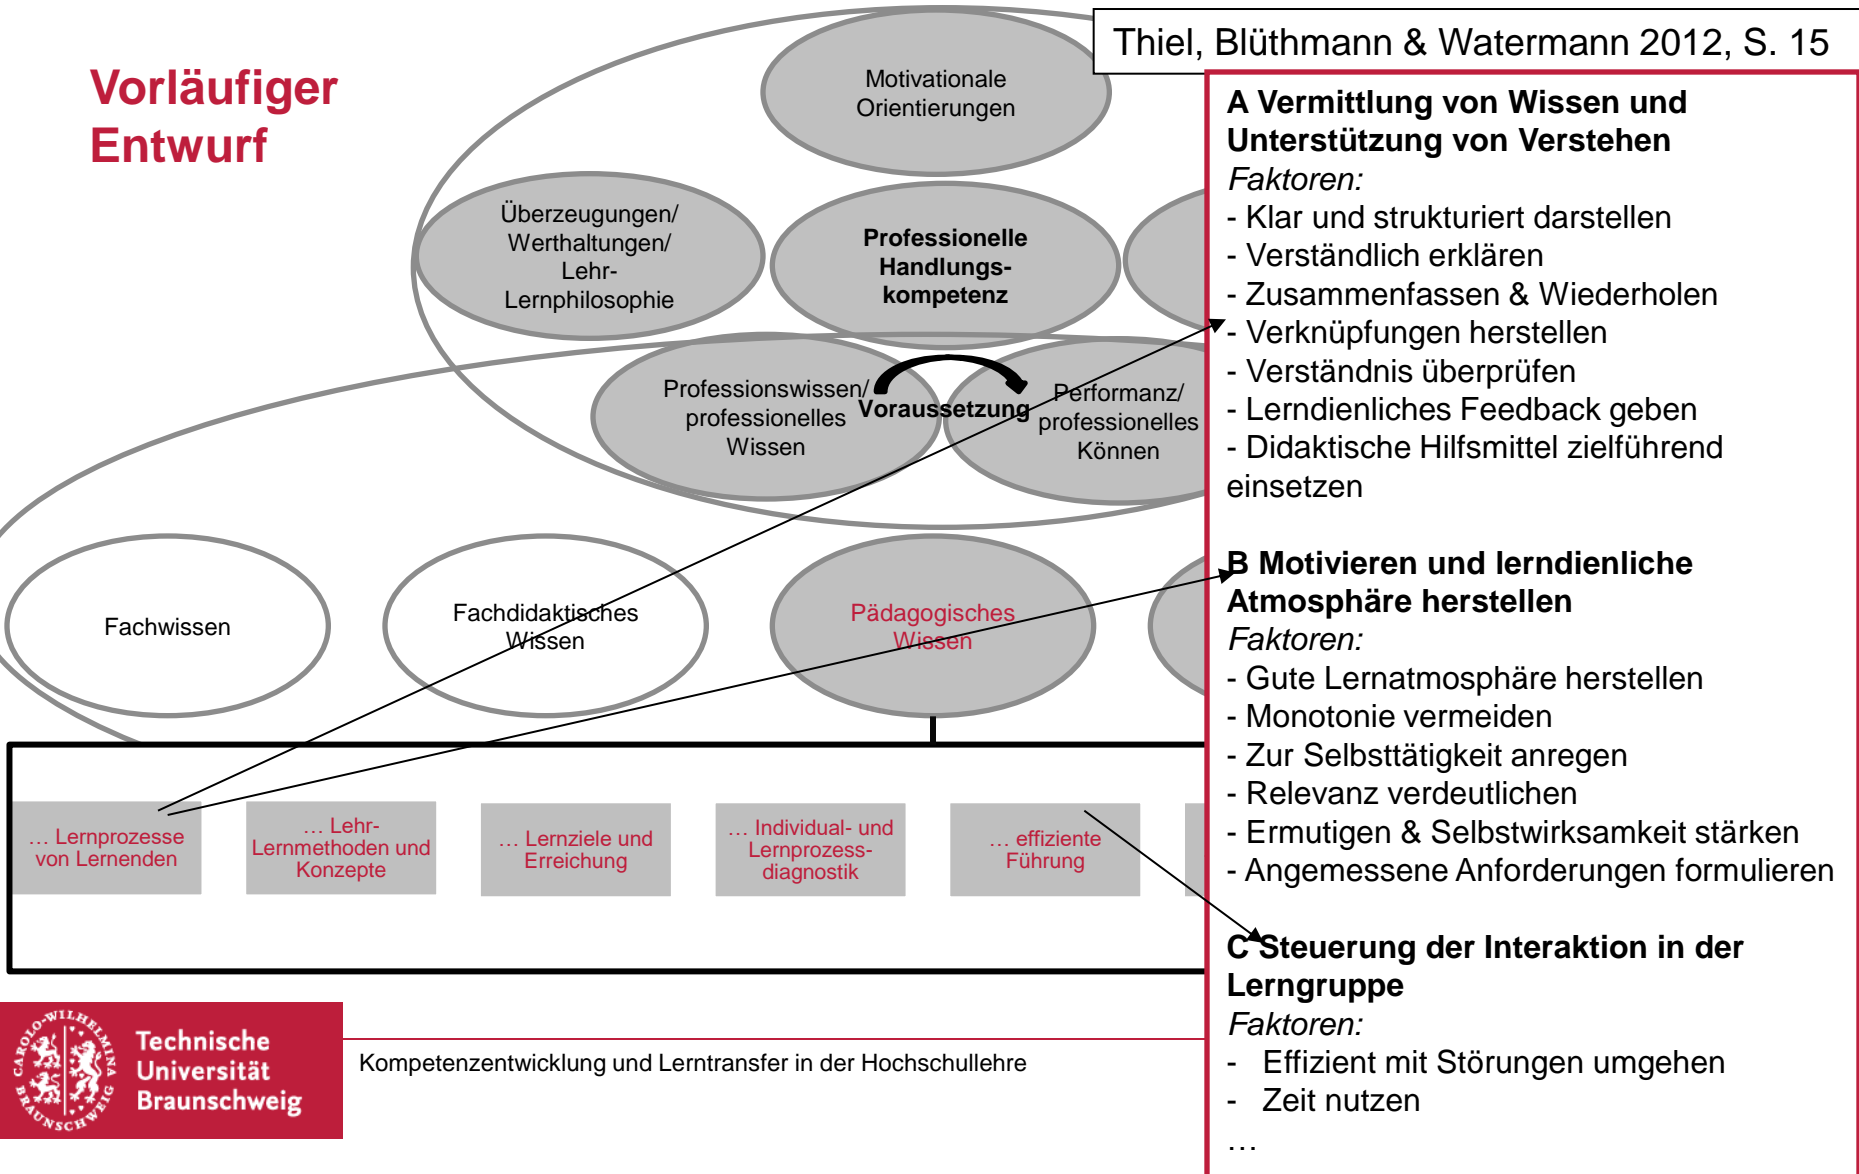 Thiel, Blüthmann & Watermann 2012, S. 15
Vorläufiger
Entwurf
Motivationale
Orientierungen
Überzeugungen/
Werthaltungen/
Lehr-
Lernphilosophie
Professionelle
Handlungs-
kompetenz
Professionswissen/
professionelles
Wissen
Voraussetzung
Performanz/
professionelles
Können
Fachwissen
Fachdidaktisches
Wissen
Pädagogisches
Wissen
… Lernprozesse
von Lernenden
… Lehr-
Lernmethoden und
Konzepte
… Lernziele und
Erreichung
… Individual- und
Lernprozess-
diagnostik
… effiziente
Führung
A Vermittlung von Wissen und
Unterstützung von Verstehen
Faktoren:
- Klar und strukturiert darstellen
- Verständlich erklären
- Zusammenfassen & Wiederholen
- Verknüpfungen herstellen
- Verständnis überprüfen
- Lerndienliches Feedback geben
- Didaktische Hilfsmittel zielführend
einsetzen
B Motivieren und lerndienliche
Atmosphäre herstellen
Faktoren:
- Gute Lernatmosphäre herstellen
- Monotonie vermeiden
- Zur Selbsttätigkeit anregen
- Relevanz verdeutlichen
- Ermutigen & Selbstwirksamkeit stärken
- Angemessene Anforderungen formulieren
C Steuerung der Interaktion in der
Lerngruppe
Faktoren:
- Effizient mit Störungen umgehen
- Zeit nutzen
…
CAROLO-WILHELMINA
BRAUNSCHWEIG
Technische
Universität
Braunschweig
Kompetenzentwicklung und Lerntransfer in der Hochschullehre